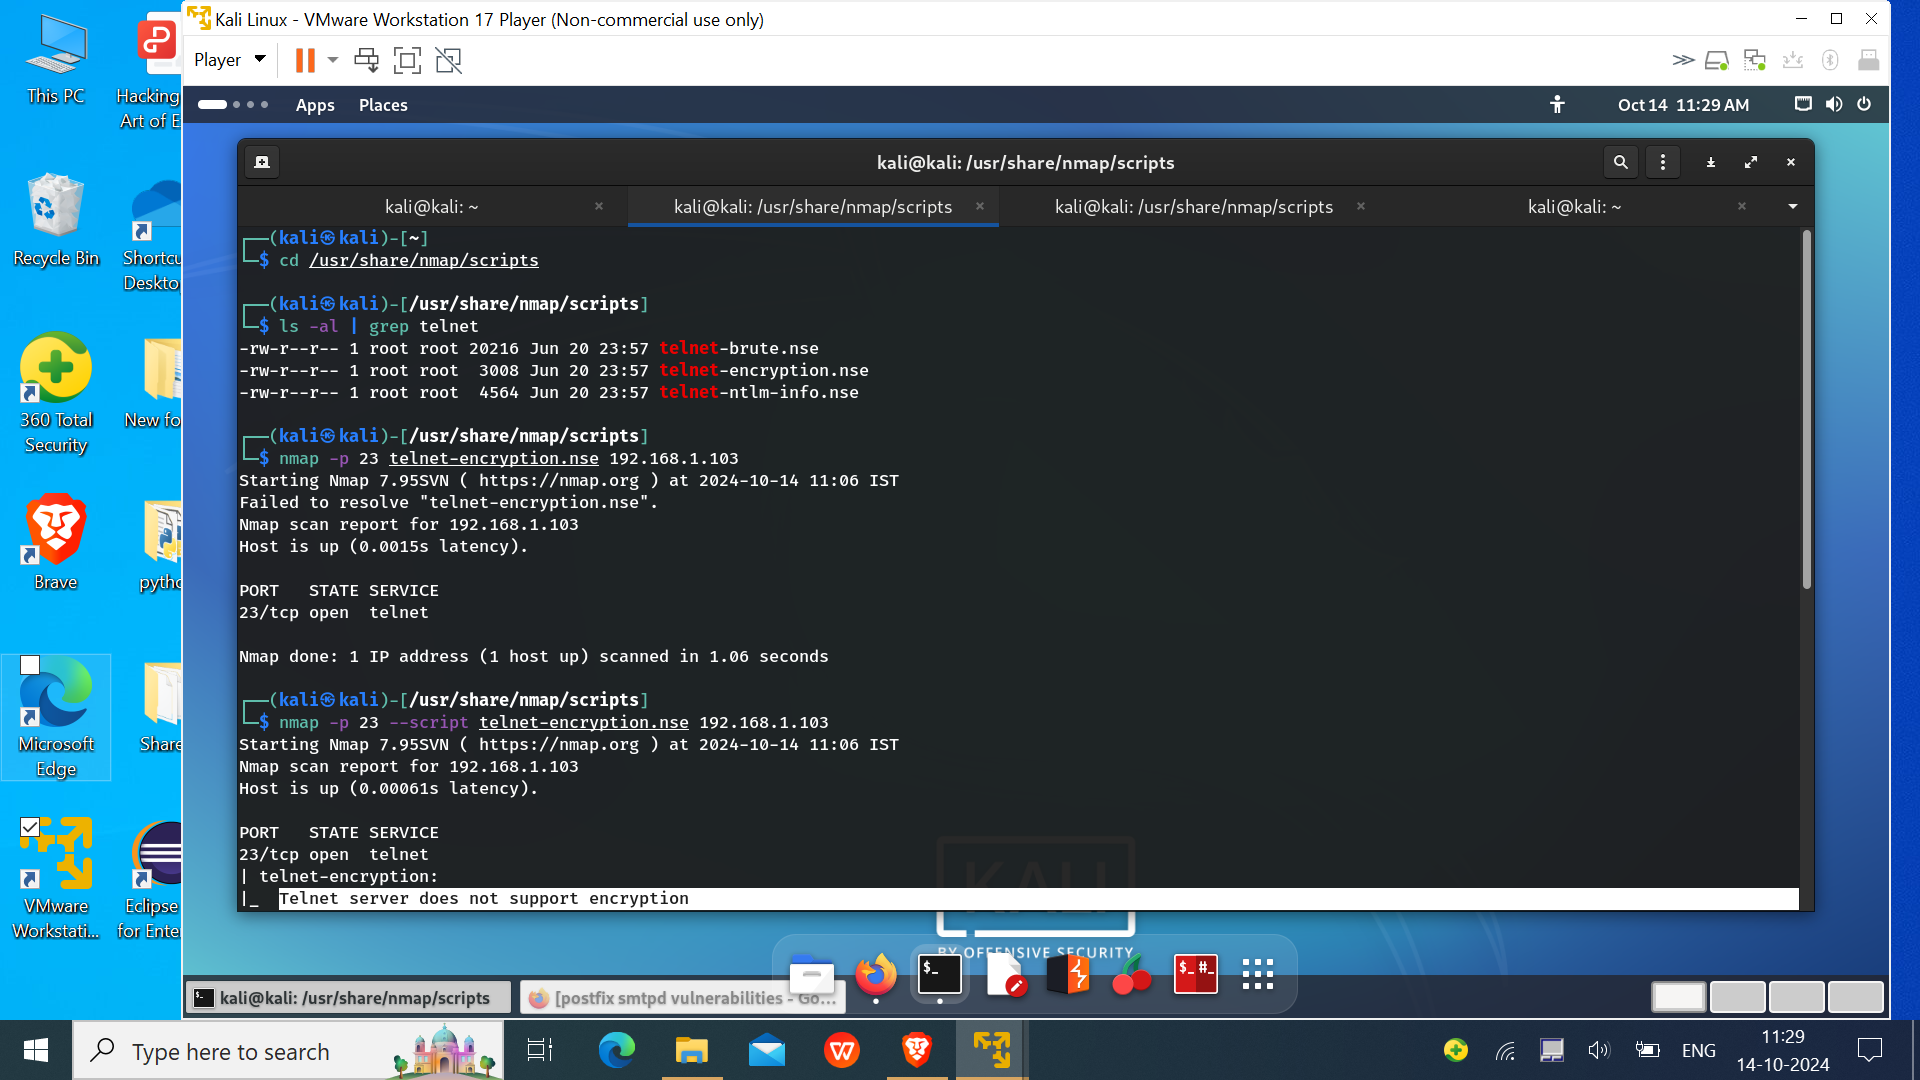 Kali Linux - VMware Workstation 17 Player (Non-commercial use only)
Player
Apps Places
Oct 14 11:29 AM
kali@kali: /usr/share/nmap/scripts
kali@kali: ~
kali@kali: /usr/share/nmap/scripts
kali@kali: /usr/share/nmap/scripts
kali@kali: ~
┌──(kali㉿kali)-[~]
└─$ cd /usr/share/nmap/scripts
┌──(kali㉿kali)-[/usr/share/nmap/scripts]
└─$ ls -al | grep telnet
-rw-r--r-- 1 root root 20216 Jun 20 23:57 telnet-brute.nse
-rw-r--r-- 1 root root  3008 Jun 20 23:57 telnet-encryption.nse
-rw-r--r-- 1 root root  4564 Jun 20 23:57 telnet-ntlm-info.nse
┌──(kali㉿kali)-[/usr/share/nmap/scripts]
└─$ nmap -p 23 telnet-encryption.nse 192.168.1.103
Starting Nmap 7.95SVN ( https://nmap.org ) at 2024-10-14 11:06 IST
Failed to resolve "telnet-encryption.nse".
Nmap scan report for 192.168.1.103
Host is up (0.0015s latency).
PORT   STATE SERVICE
23/tcp open  telnet
Nmap done: 1 IP address (1 host up) scanned in 1.06 seconds
┌──(kali㉿kali)-[/usr/share/nmap/scripts]
└─$ nmap -p 23 --script telnet-encryption.nse 192.168.1.103
Starting Nmap 7.95SVN ( https://nmap.org ) at 2024-10-14 11:06 IST
Nmap scan report for 192.168.1.103
Host is up (0.00061s latency).
PORT   STATE SERVICE
23/tcp open  telnet
| telnet-encryption:
|_  Telnet server does not support encryption
KALI
BY OFFENSIVE SECURITY
kali@kali: /usr/share/nmap/scripts
[postfix smtpd vulnerabilities - Go...
This PC
Hacking
Art of E
Recycle Bin
Shortcu
Deskto
360 Total
Security
New fo
Brave
pytho
Microsoft
Edge
Share
VMware
Workstati...
Eclipse
for Enter
Type here to search
ENG
11:29
14-10-2024